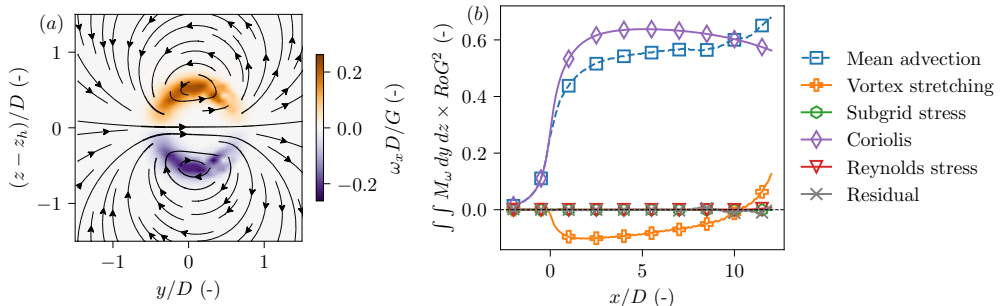 (a)
(z − z_h)/D (-)
1
0
−1
−1
0
1
y/D (-)
0.2
0.0
−0.2
ω_x D/G (-)
(b)
∫ ∫ M_ω dy dz × RoG² (-)
0.6
0.4
0.2
0.0
0
5
10
x/D (-)
Mean advection
Vortex stretching
Subgrid stress
Coriolis
Reynolds stress
Residual